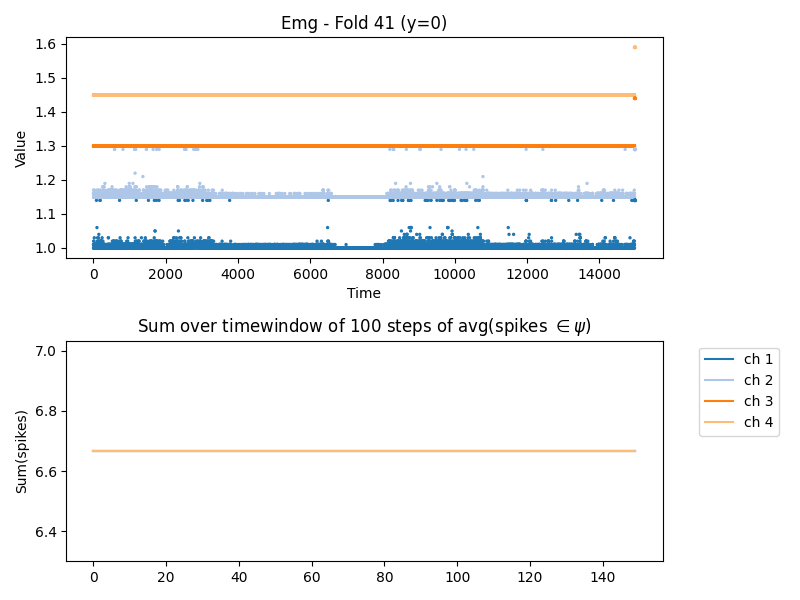 Emg - Fold 41 (y=0)
Value
1.6
1.5
1.4
1.3
1.2
1.1
1.0
0 2000 4000 6000 8000 10000 12000 14000
Time
Sum over timewindow of 100 steps of avg(spikes ∈ ψ)
Sum(spikes)
7.0
6.8
6.6
6.4
0 20 40 60 80 100 120 140
ch 1
ch 2
ch 3
ch 4